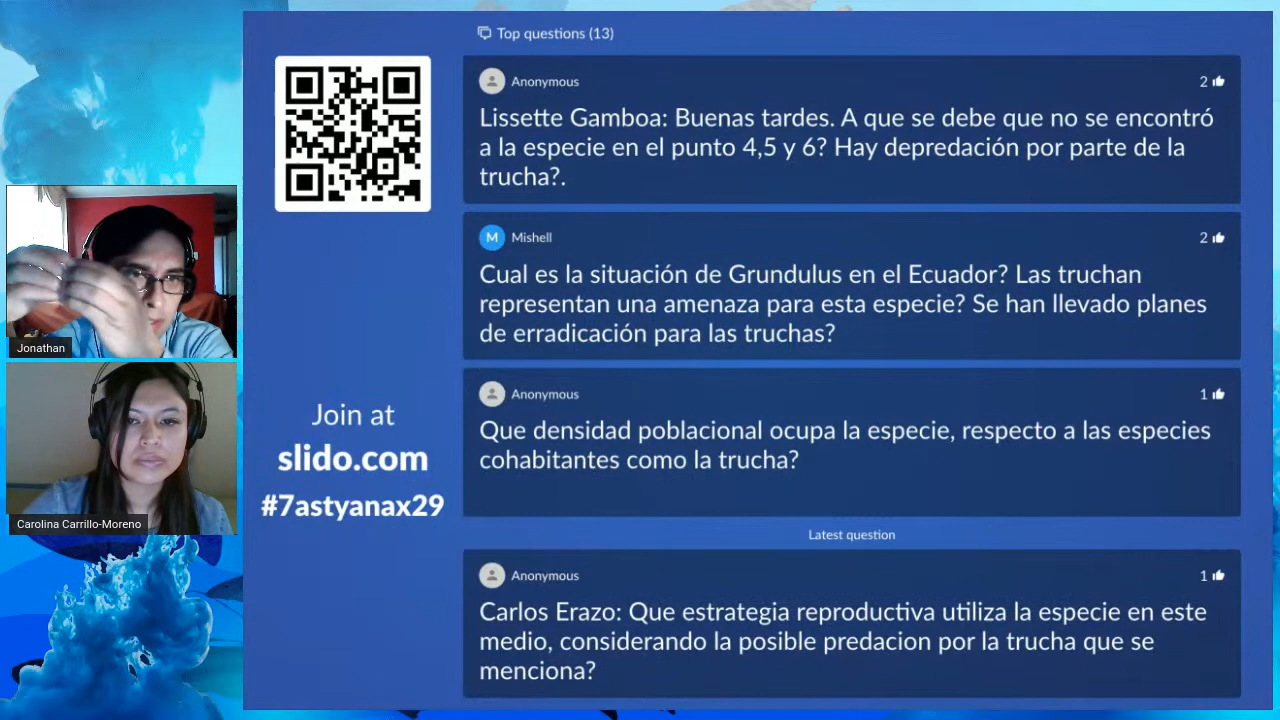 Top questions (13)
Anonymous
2
Lissette Gamboa: Buenas tardes. A que se debe que no se encontró
a la especie en el punto 4,5 y 6? Hay depredación por parte de la
trucha?.
M Mishell
2
Cual es la situación de Grundulus en el Ecuador? Las truchan
representan una amenaza para esta especie? Se han llevado planes
de erradicación para las truchas?
Anonymous
1
Que densidad poblacional ocupa la especie, respecto a las especies
cohabitantes como la trucha?
Latest question
Anonymous
1
Carlos Erazo: Que estrategia reproductiva utiliza la especie en este
medio, considerando la posible predacion por la trucha que se
menciona?
Join at
slido.com
#7astyanax29
Jonathan
Carolina Carrillo-Moreno